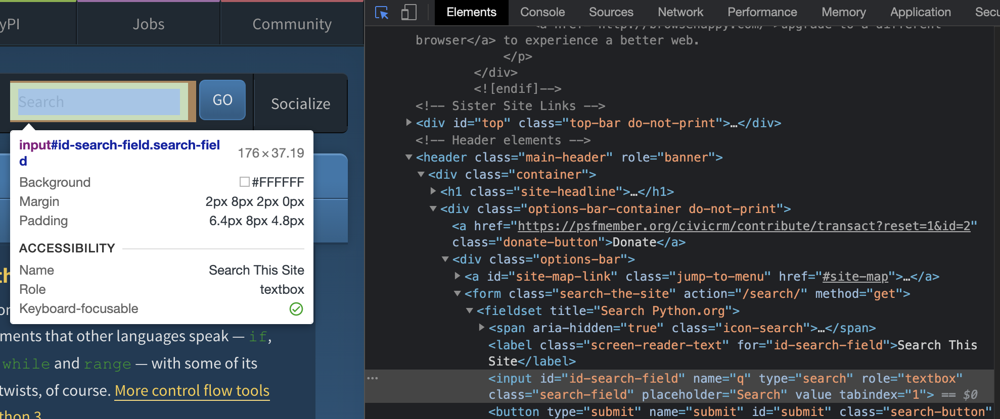 yPI
Jobs
Community
Search
GO
Socialize
input#id-search-field.search-fiel
d
176 × 37.19
Background
#FFFFFF
Margin
2px 8px 2px 0px
Padding
6.4px 8px 4.8px
ACCESSIBILITY
Name
Search This Site
Role
textbox
Keyboard-focusable
ments that other languages speak — if,
while and range — with some of its
twists, of course. More control flow tools
thon 3
Elements
Console
Sources
Network
Performance
Memory
Application
Secu
<a href="http://browsehappy.com/">upgrade to a different
browser</a> to experience a better web.
</p>
</div>
<![endif]-->
<!-- Sister Site Links -->
<div id="top" class="top-bar do-not-print">…</div>
<!-- Header elements -->
<header class="main-header" role="banner">
<div class="container">
<h1 class="site-headline">…</h1>
<div class="options-bar-container do-not-print">
<a href="https://psfmember.org/civicrm/contribute/transact?reset=1&id=2"
class="donate-button">Donate</a>
<div class="options-bar">
<a id="site-map-link" class="jump-to-menu" href="#site-map">…</a>
<form class="search-the-site" action="/search/" method="get">
<fieldset title="Search Python.org">
<span aria-hidden="true" class="icon-search">…</span>
<label class="screen-reader-text" for="id-search-field">Search This
Site</label>
<input id="id-search-field" name="q" type="search" role="textbox"
class="search-field" placeholder="Search" value tabindex="1"> == $0
<button type="submit" name="submit" id="submit" class="search-button"